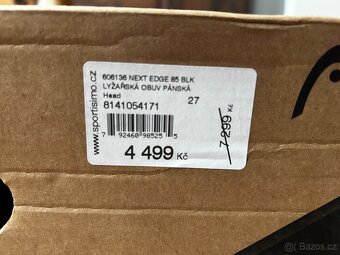 www.sportisimo.cz
606136 NEXT EDGE 85 BLK
LYŽAŘSKÁ OBUV PÁNSKÁ
Head
27
8141054171
7 92460 98525 5
7 299 Kč
4 499 Kč
Bazoš.cz